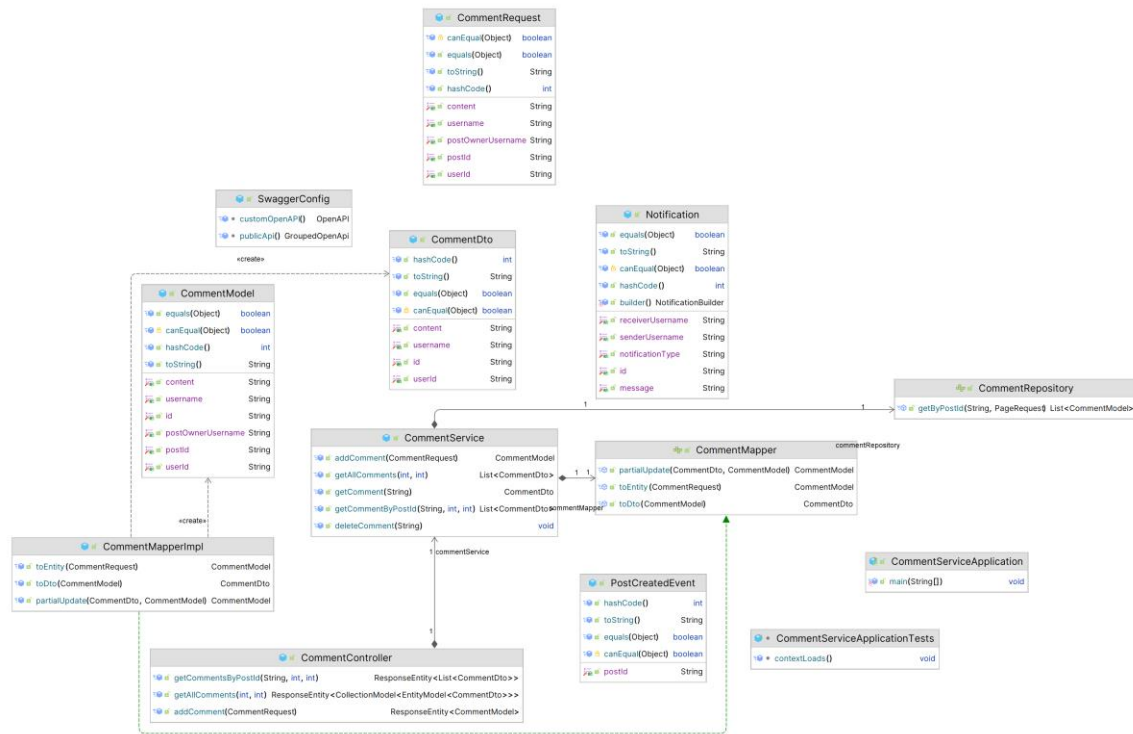 CommentRequest
canEqual(Object) boolean
equals(Object) boolean
toString() String
hashCode() int
content String
username String
postOwnerUsername String
postId String
userId String
SwaggerConfig
customOpenAPI() OpenAPI
publicApi() GroupedOpenApi
Notification
equals(Object) boolean
toString() String
canEqual(Object) boolean
hashCode() int
builder() NotificationBuilder
receiverUsername String
senderUsername String
notificationType String
id String
message String
CommentDto
hashCode() int
toString() String
equals(Object) boolean
canEqual(Object) boolean
content String
username String
id String
userId String
«create»
CommentModel
equals(Object) boolean
canEqual(Object) boolean
hashCode() int
toString() String
content String
username String
id String
postOwnerUsername String
postId String
userId String
CommentRepository
getByPostId(String, PageRequest) List<CommentModel>
1
1
commentRepository
CommentService
addComment(CommentRequest) CommentModel
getAllComments(int, int) List<CommentDto>
getComment(String) CommentDto
getCommentByPostId(String, int, int) List<CommentDto>
deleteComment(String) void
1 1
commentMapper
CommentMapper
partialUpdate(CommentDto, CommentModel) CommentModel
toEntity(CommentRequest) CommentModel
toDto(CommentModel) CommentDto
«create»
CommentMapperImpl
toEntity(CommentRequest) CommentModel
toDto(CommentModel) CommentDto
partialUpdate(CommentDto, CommentModel) CommentModel
1 commentService
1
CommentServiceApplication
main(String[]) void
PostCreatedEvent
hashCode() int
toString() String
equals(Object) boolean
canEqual(Object) boolean
postId String
CommentServiceApplicationTests
contextLoads() void
CommentController
getCommentsByPostId(String, int, int) ResponseEntity<List<CommentDto>>
getAllComments(int, int) ResponseEntity<CollectionModel<EntityModel<CommentDto>>>
addComment(CommentRequest) ResponseEntity<CommentModel>